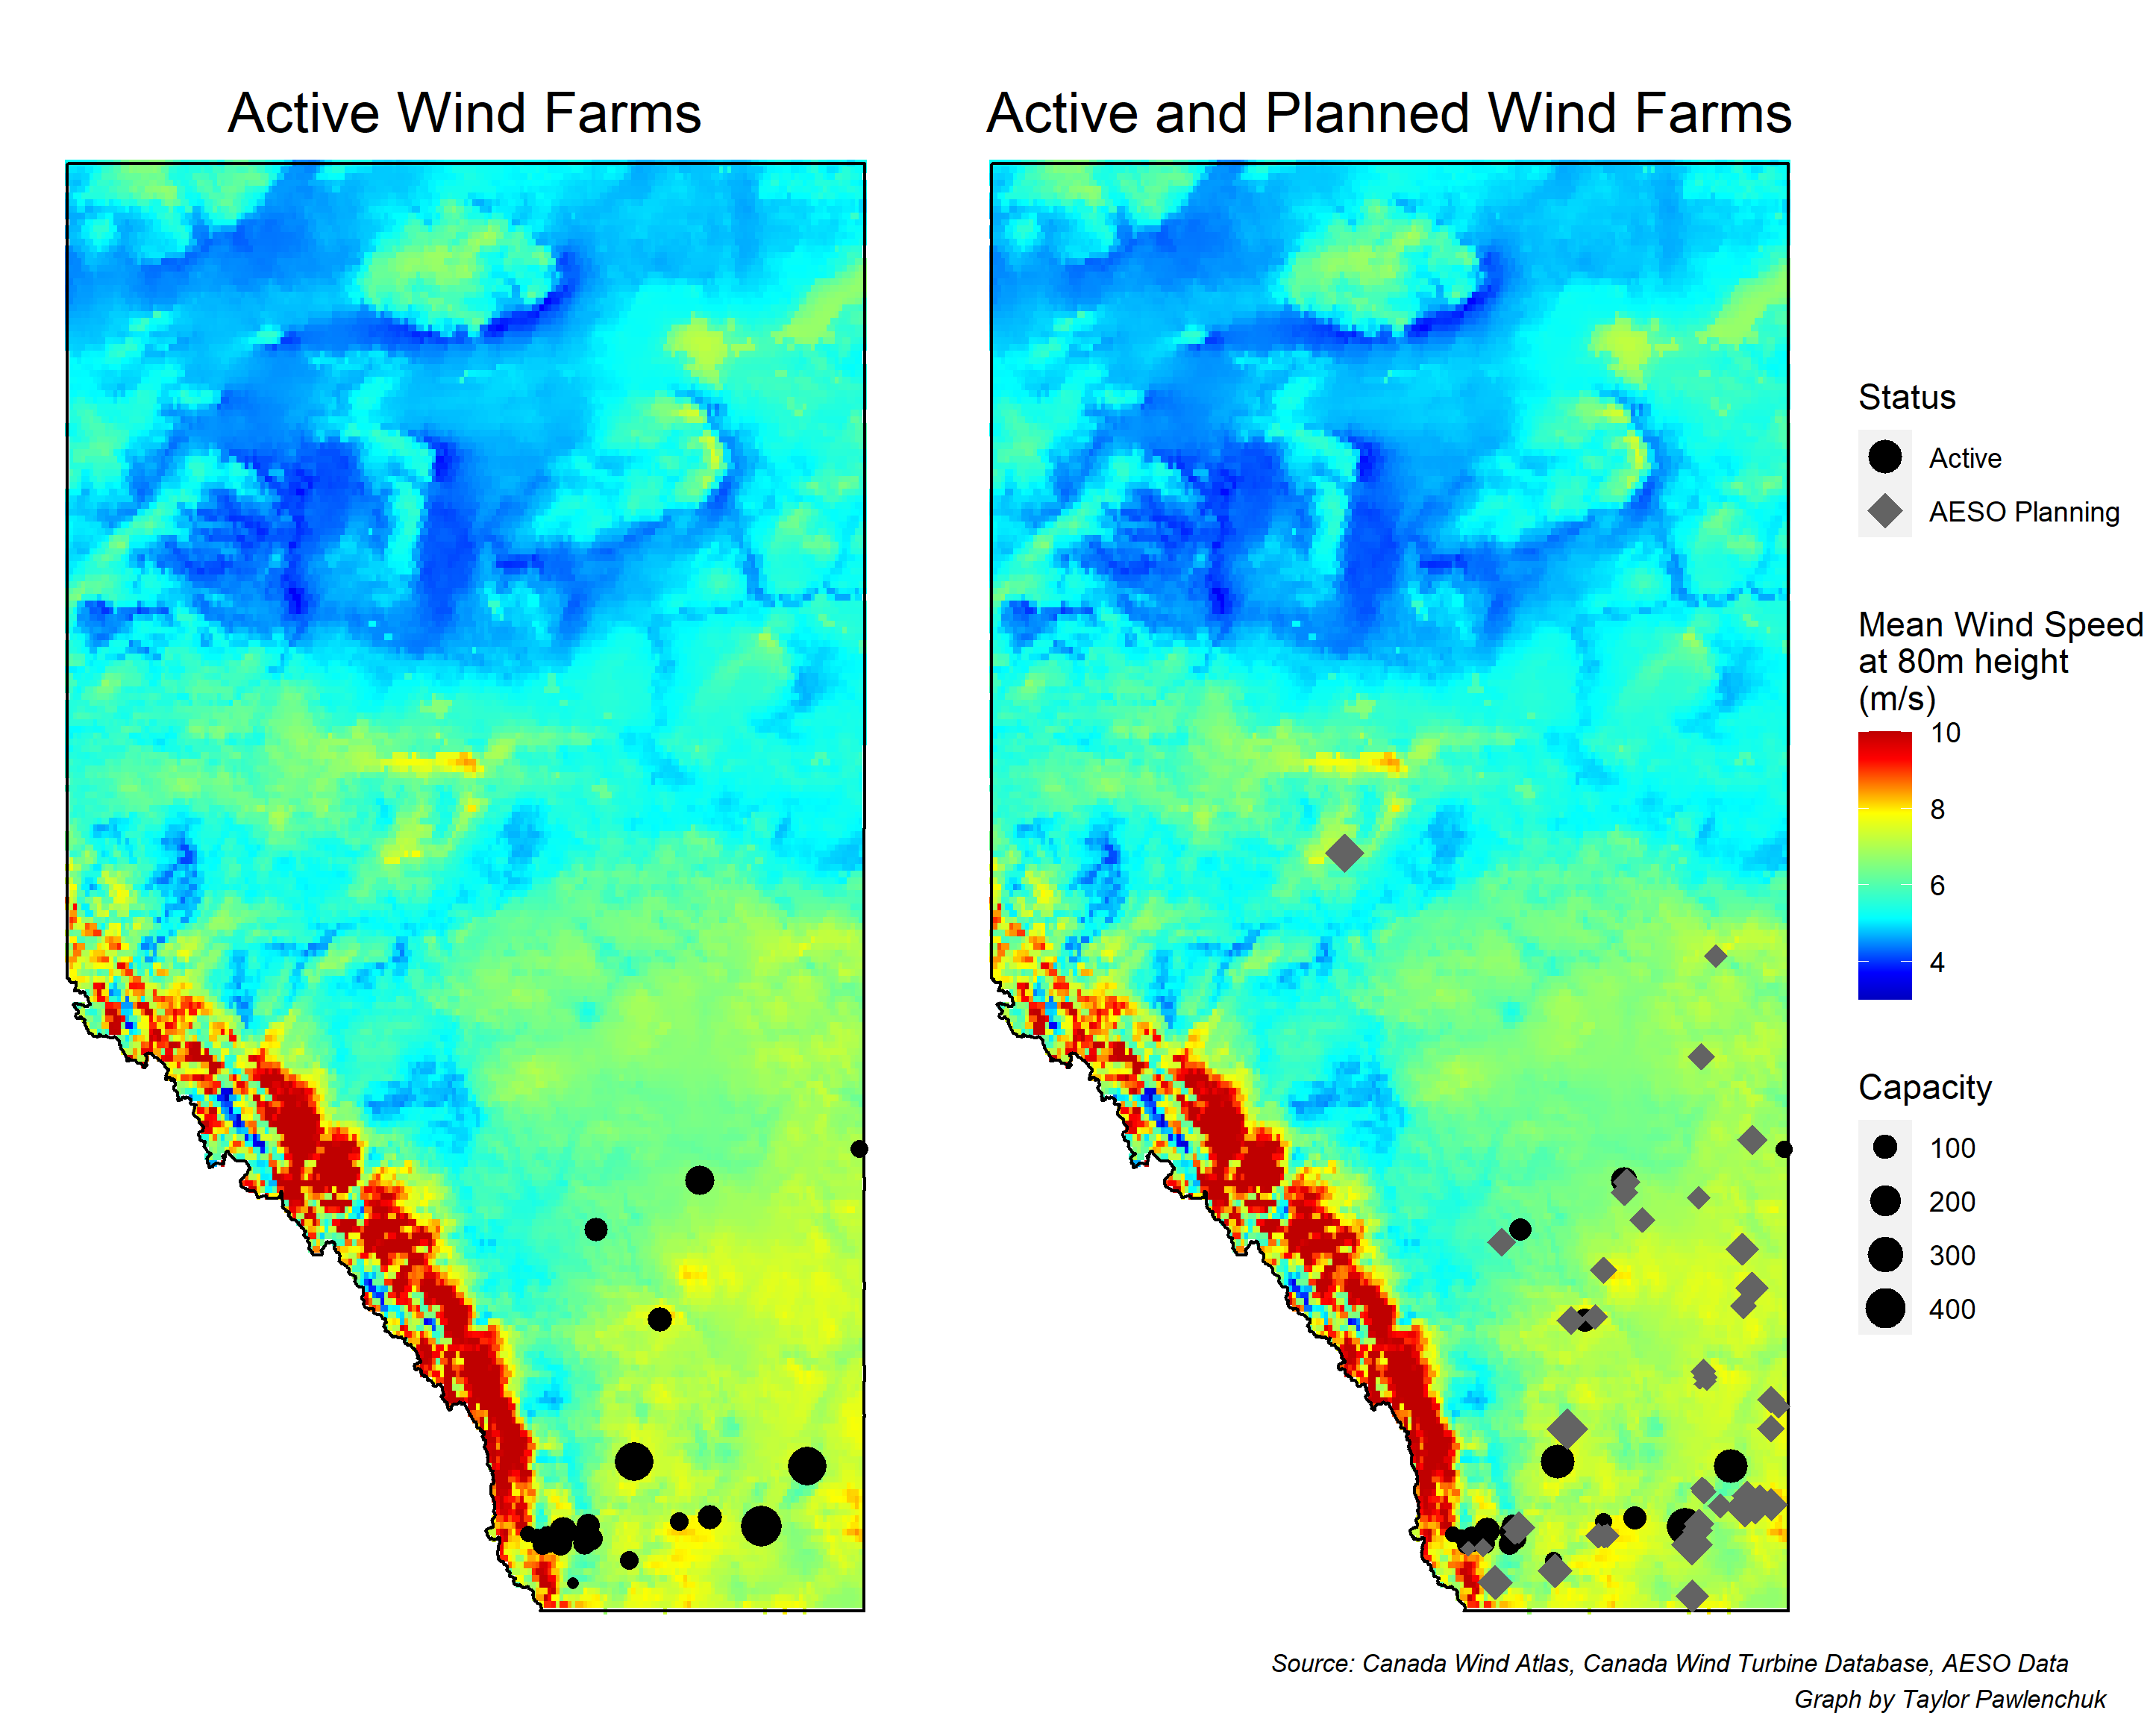 Active Wind Farms
Active and Planned Wind Farms
Status
Active
AESO Planning
Mean Wind Speed
at 80m height
(m/s)
10
8
6
4
Capacity
100
200
300
400
Source: Canada Wind Atlas, Canada Wind Turbine Database, AESO Data
Graph by Taylor Pawlenchuk